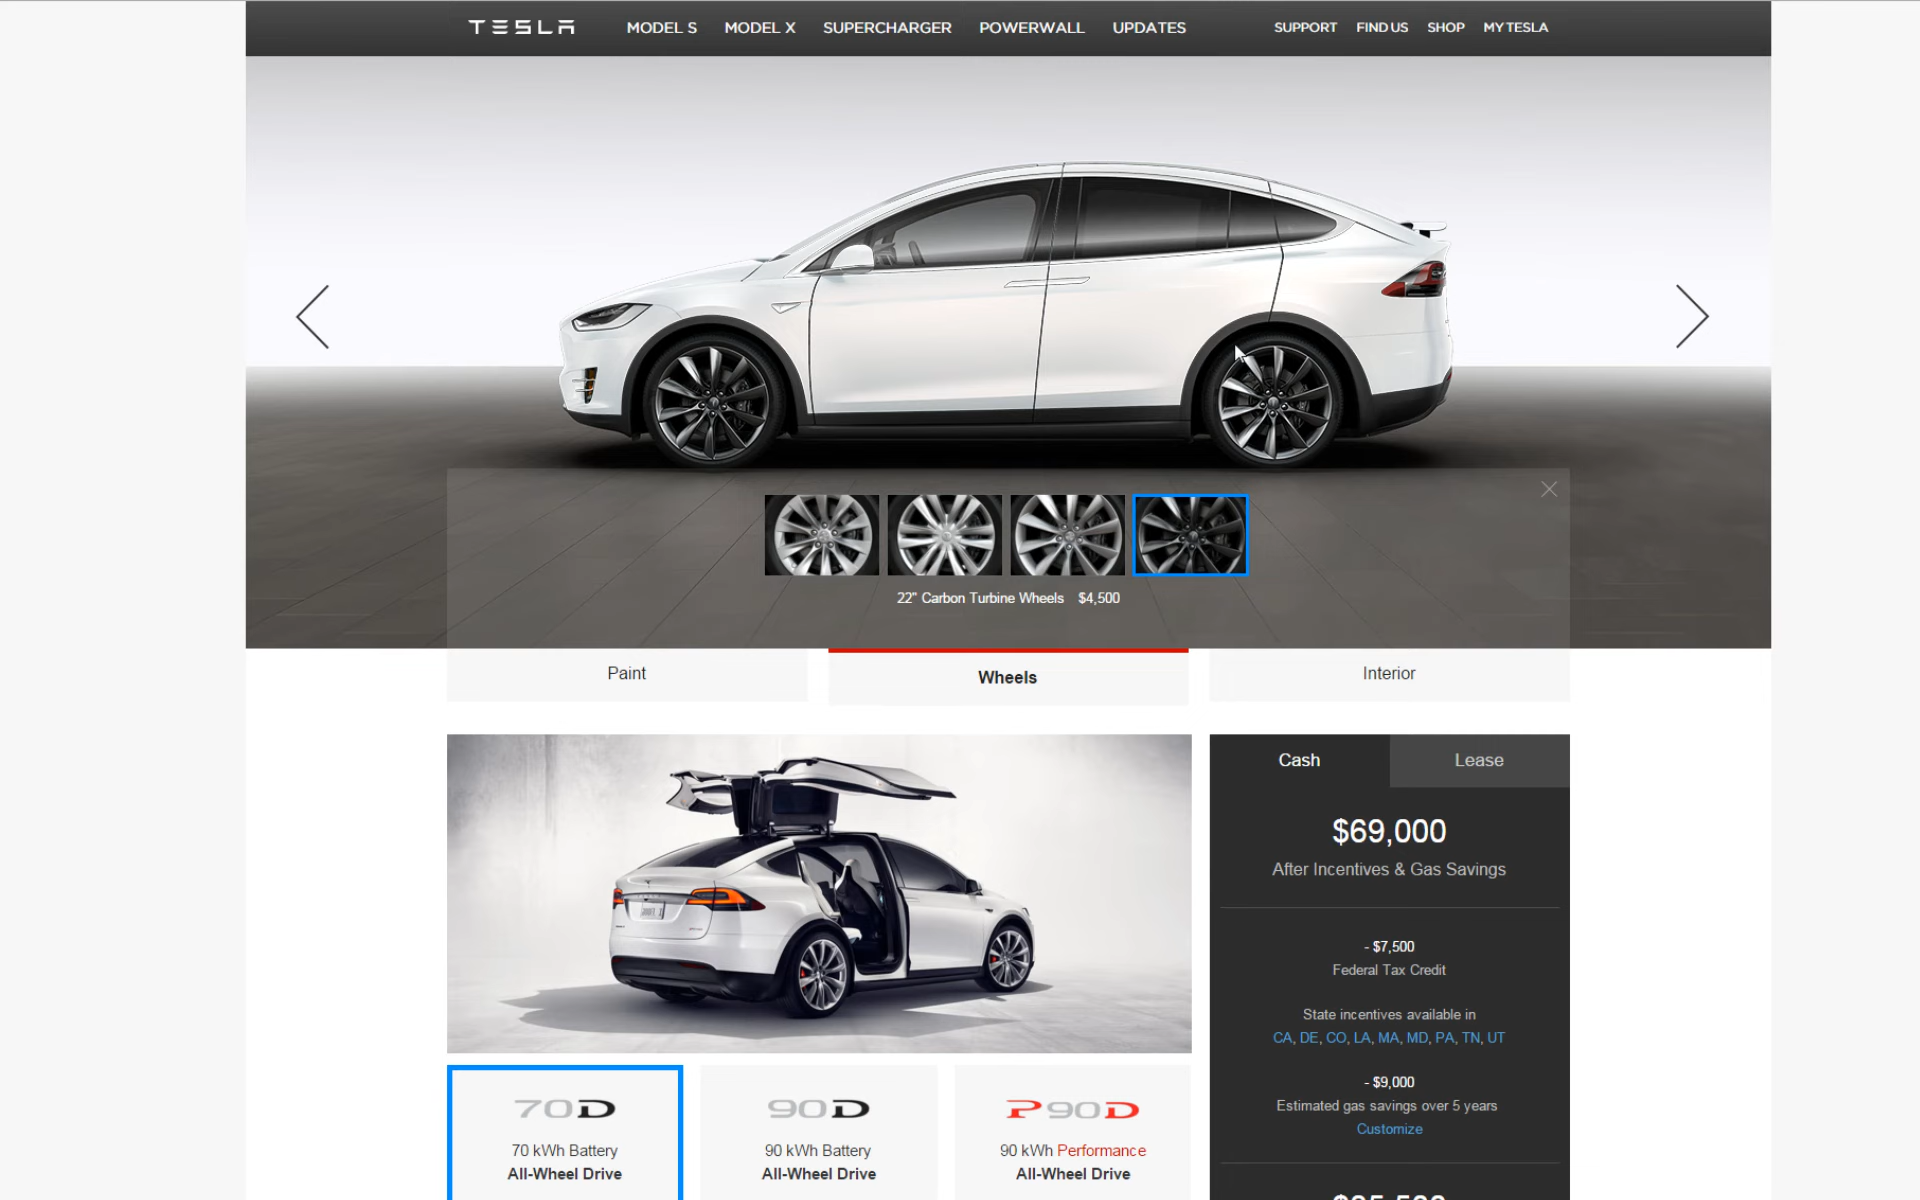 TESLA MODEL S MODEL X SUPERCHARGER POWERWALL UPDATES SUPPORT FIND US SHOP MY TESLA
22" Carbon Turbine Wheels $4,500
Paint Wheels Interior
Cash Lease
$69,000
After Incentives & Gas Savings
- $7,500
Federal Tax Credit
State incentives available in
CA, DE, CO, LA, MA, MD, PA, TN, UT
- $9,000
Estimated gas savings over 5 years
Customize
70D
70 kWh Battery
All-Wheel Drive
90D
90 kWh Battery
All-Wheel Drive
P90D
90 kWh Performance
All-Wheel Drive